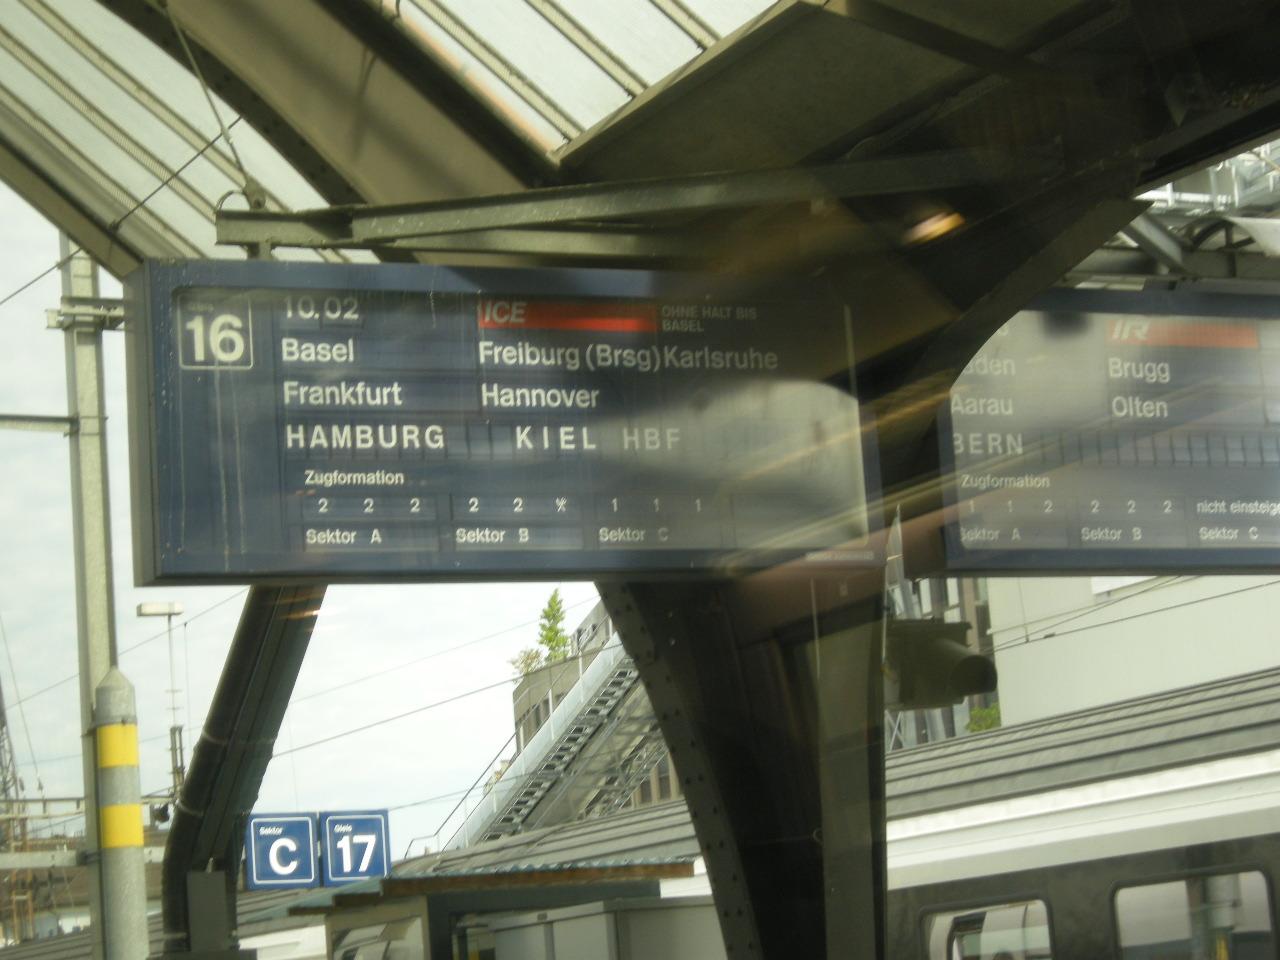 Gleis
16
10.02 ICE OHNE HALT BIS
BASEL
Basel Freiburg (Brsg) Karlsruhe
Frankfurt Hannover
HAMBURG KIEL HBF
Zugformation
2 2 2 2 2 1 1 1
Sektor A Sektor B Sektor C
IR
Brugg
Aarau Olten
BERN
Zugformation
1 1 2 2 2 2 nicht einsteige
Sektor A Sektor B Sektor C
Sektor
C
Gleis
17